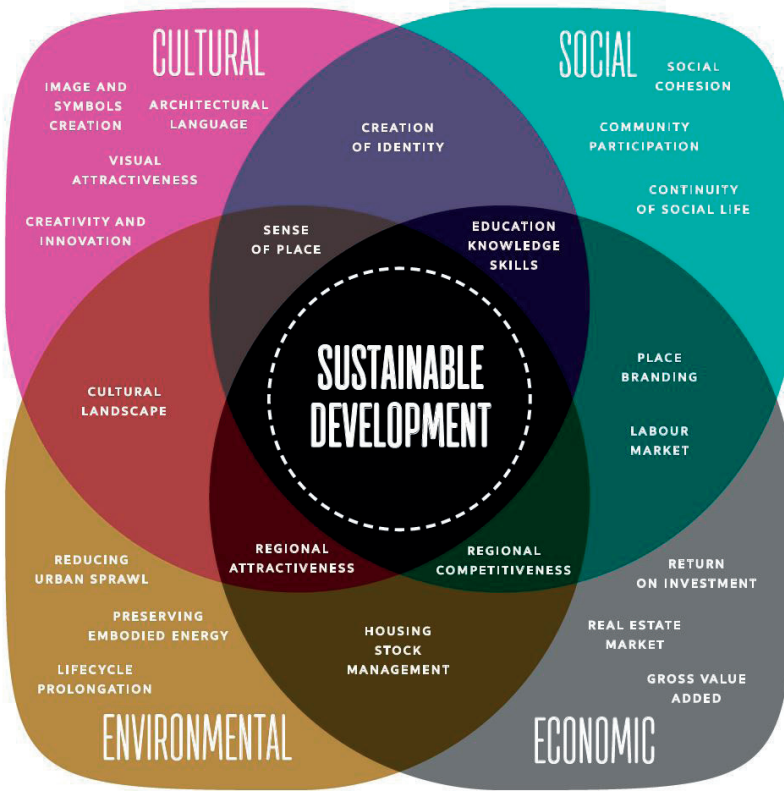 CULTURAL
IMAGE AND
SYMBOLS
CREATION
ARCHITECTURAL
LANGUAGE
VISUAL
ATTRACTIVENESS
CREATIVITY AND
INNOVATION
CREATION
OF IDENTITY
SOCIAL
SOCIAL
COHESION
COMMUNITY
PARTICIPATION
CONTINUITY
OF SOCIAL LIFE
SENSE
OF PLACE
EDUCATION
KNOWLEDGE
SKILLS
CULTURAL
LANDSCAPE
SUSTAINABLE
DEVELOPMENT
PLACE
BRANDING
LABOUR
MARKET
REGIONAL
ATTRACTIVENESS
REGIONAL
COMPETITIVENESS
REDUCING
URBAN SPRAWL
PRESERVING
EMBODIED ENERGY
LIFECYCLE
PROLONGATION
ENVIRONMENTAL
HOUSING
STOCK
MANAGEMENT
RETURN
ON INVESTMENT
REAL ESTATE
MARKET
GROSS VALUE
ADDED
ECONOMIC